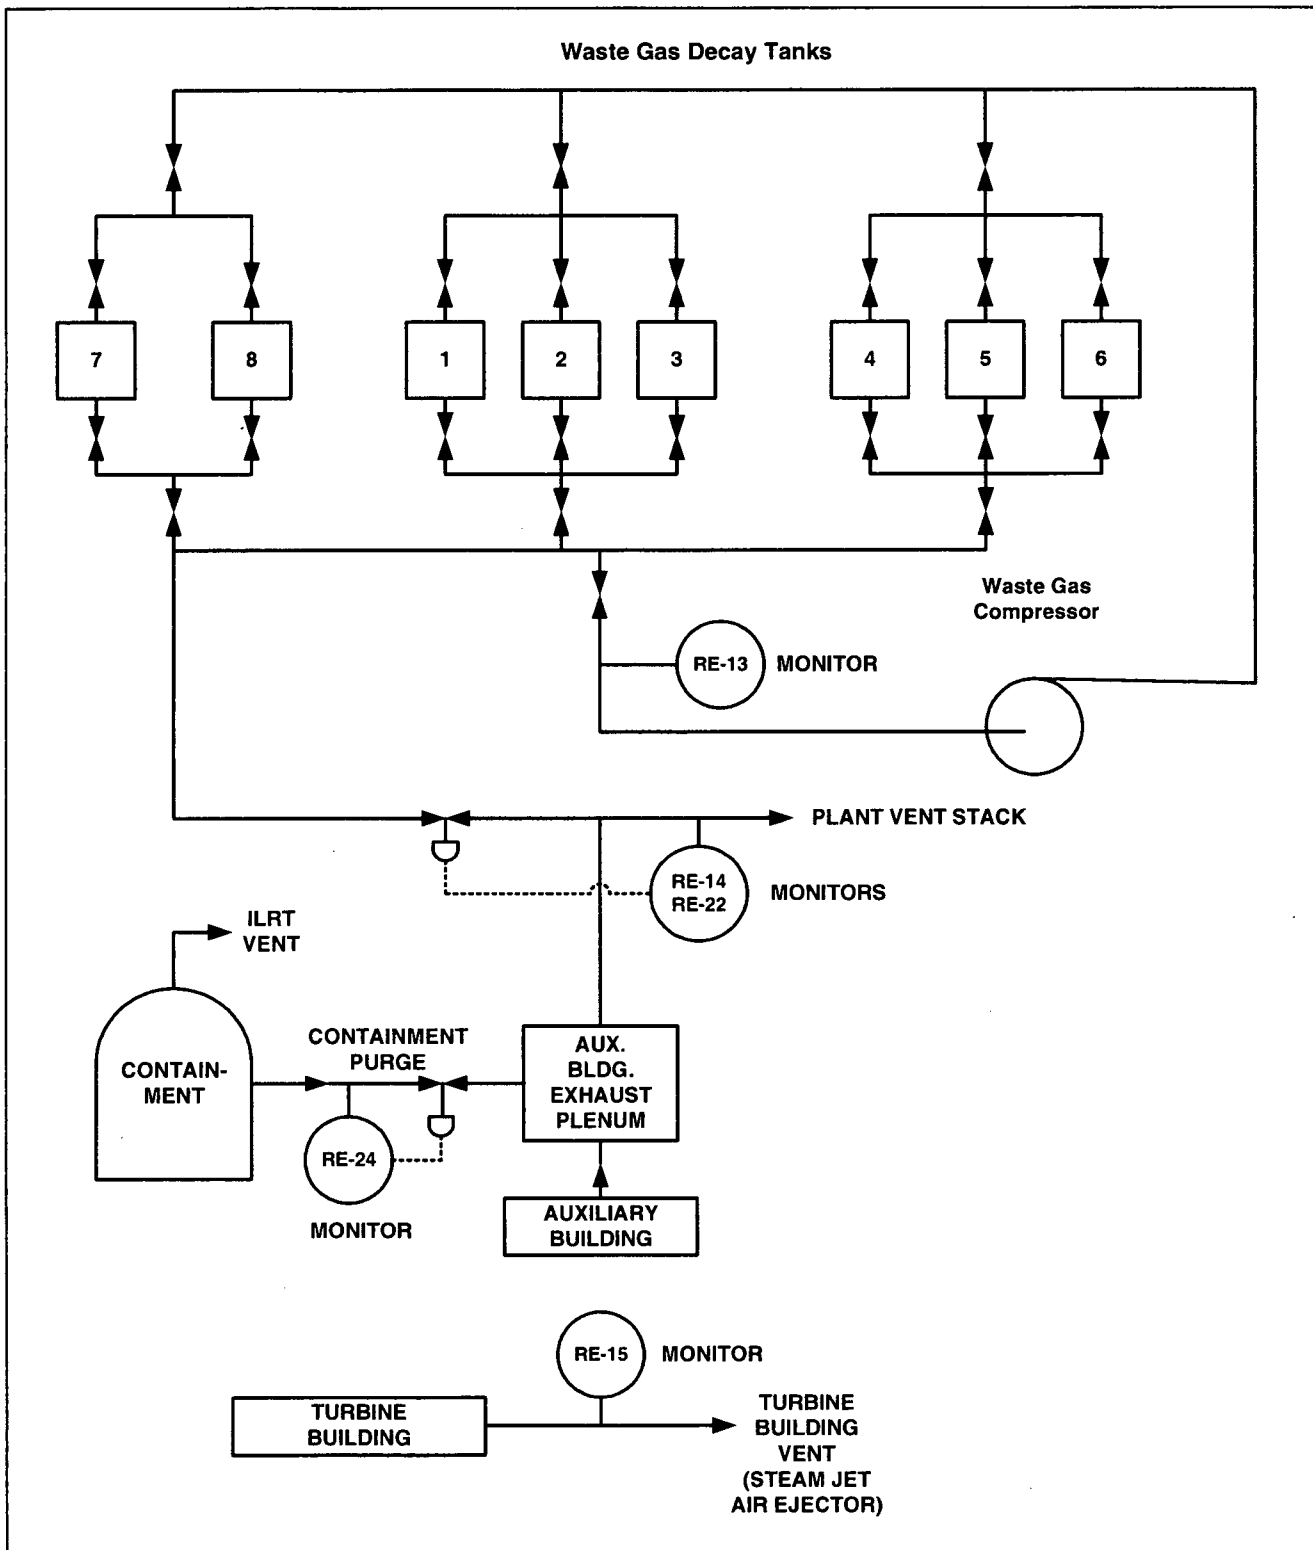 Waste Gas Decay Tanks
7
8
1
2
3
4
5
6
Waste Gas
Compressor
RE-13
MONITOR
PLANT VENT STACK
RE-14
RE-22
MONITORS
ILRT
VENT
CONTAINMENT
PURGE
CONTAIN-
MENT
AUX.
BLDG.
EXHAUST
PLENUM
RE-24
MONITOR
AUXILIARY
BUILDING
RE-15
MONITOR
TURBINE
BUILDING
TURBINE
BUILDING
VENT
(STEAM JET
AIR EJECTOR)